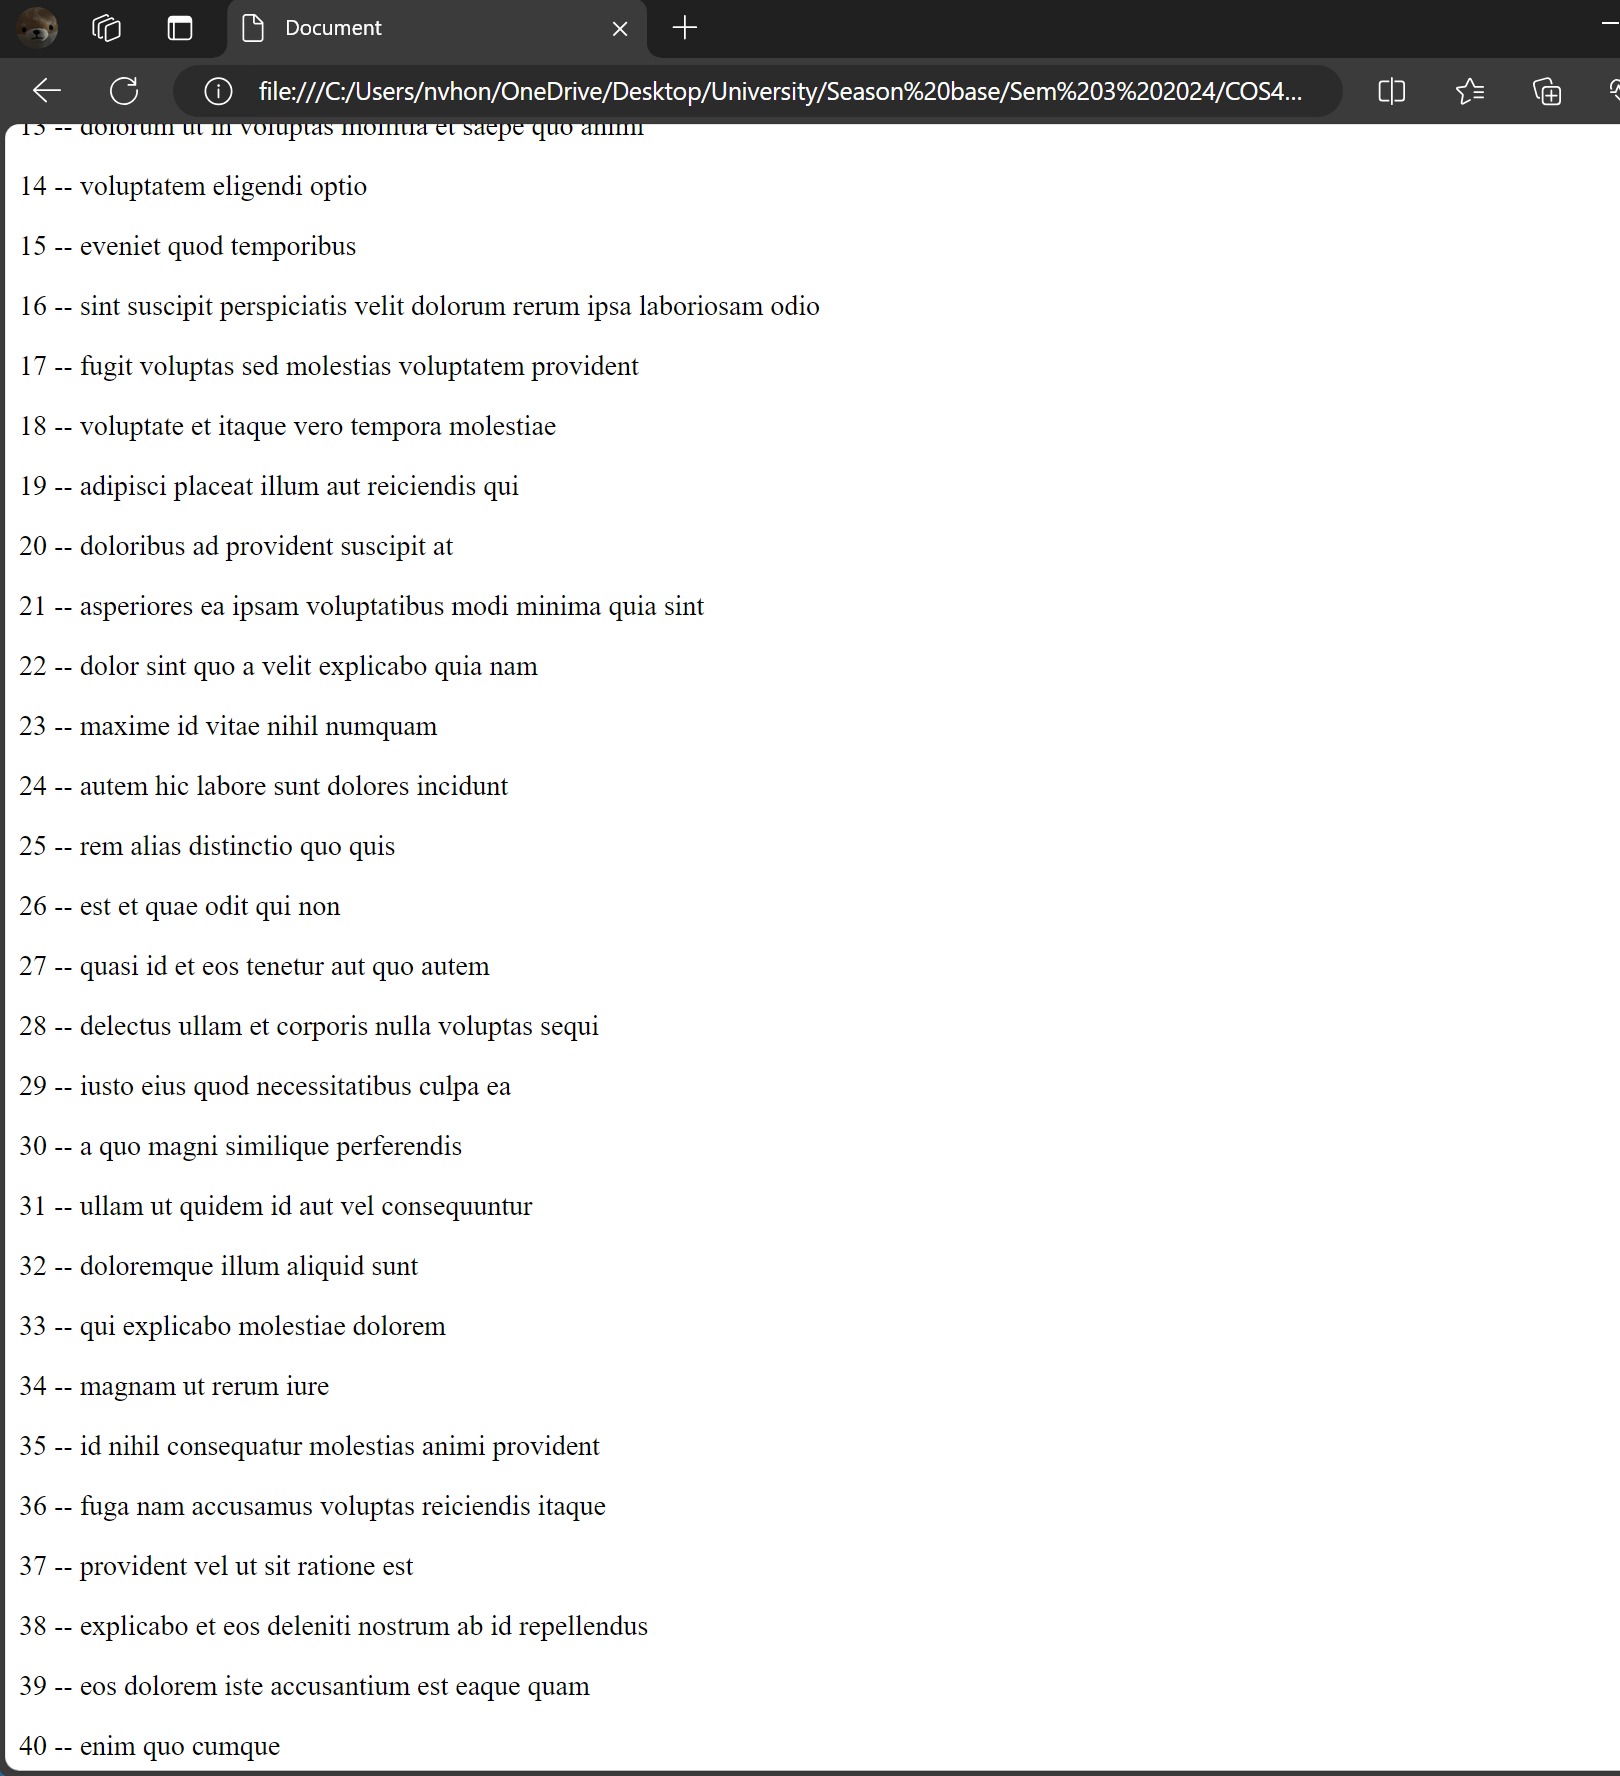 Document
file:///C:/Users/nvhon/OneDrive/Desktop/University/Season%20base/Sem%203%202024/COS4...
13 -- dolorum ut in voluptas mollitia et saepe quo animi
14 -- voluptatem eligendi optio
15 -- eveniet quod temporibus
16 -- sint suscipit perspiciatis velit dolorum rerum ipsa laboriosam odio
17 -- fugit voluptas sed molestias voluptatem provident
18 -- voluptate et itaque vero tempora molestiae
19 -- adipisci placeat illum aut reiciendis qui
20 -- doloribus ad provident suscipit at
21 -- asperiores ea ipsam voluptatibus modi minima quia sint
22 -- dolor sint quo a velit explicabo quia nam
23 -- maxime id vitae nihil numquam
24 -- autem hic labore sunt dolores incidunt
25 -- rem alias distinctio quo quis
26 -- est et quae odit qui non
27 -- quasi id et eos tenetur aut quo autem
28 -- delectus ullam et corporis nulla voluptas sequi
29 -- iusto eius quod necessitatibus culpa ea
30 -- a quo magni similique perferendis
31 -- ullam ut quidem id aut vel consequuntur
32 -- doloremque illum aliquid sunt
33 -- qui explicabo molestiae dolorem
34 -- magnam ut rerum iure
35 -- id nihil consequatur molestias animi provident
36 -- fuga nam accusamus voluptas reiciendis itaque
37 -- provident vel ut sit ratione est
38 -- explicabo et eos deleniti nostrum ab id repellendus
39 -- eos dolorem iste accusantium est eaque quam
40 -- enim quo cumque